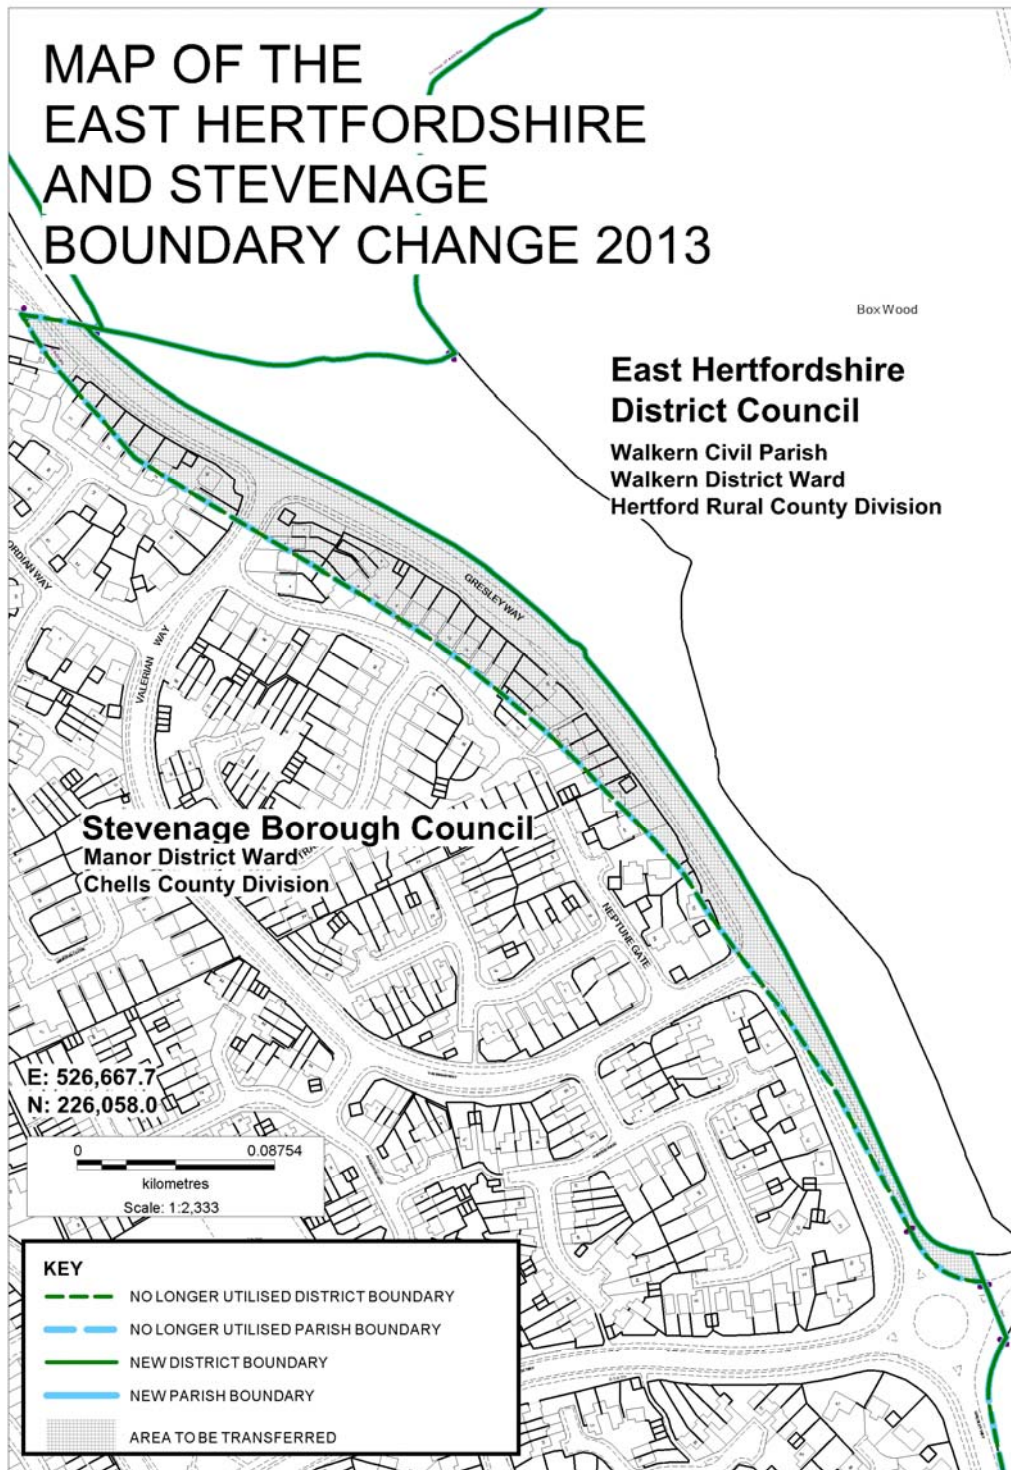 MAP OF THE
EAST HERTFORDSHIRE
AND STEVENAGE
BOUNDARY CHANGE 2013
Box Wood
East Hertfordshire
District Council
Walkern Civil Parish
Walkern District Ward
Hertford Rural County Division
GRESLEY WAY
ORDIAN WAY
VALERIAN WAY
Stevenage Borough Council
Manor District Ward
Chells County Division
NEPTUNE GATE
E: 526,667.7
N: 226,058.0
0 0.08754
kilometres
Scale: 1:2,333
KEY
NO LONGER UTILISED DISTRICT BOUNDARY
NO LONGER UTILISED PARISH BOUNDARY
NEW DISTRICT BOUNDARY
NEW PARISH BOUNDARY
AREA TO BE TRANSFERRED